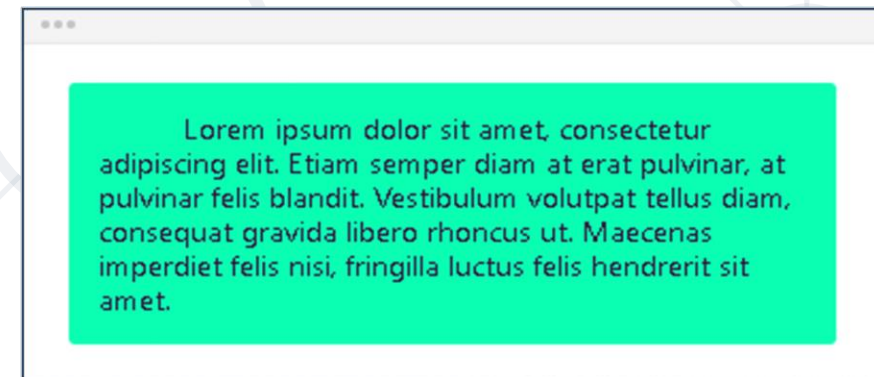 Lorem ipsum dolor sit amet, consectetur
adipiscing elit. Etiam semper diam at erat pulvinar, at
pulvinar felis blandit. Vestibulum volutpat tellus diam,
consequat gravida libero rhoncus ut. Maecenas
imperdiet felis nisi, fringilla luctus felis hendrerit sit
amet.